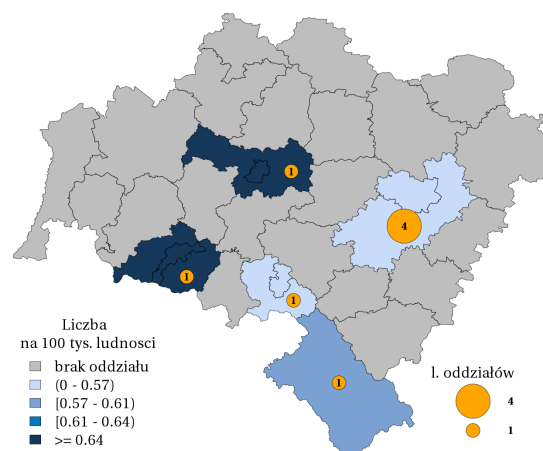 1
4
1
1
1
Liczba
na 100 tys. ludnosci
brak oddziału
(0 - 0.57)
[0.57 - 0.61)
[0.61 - 0.64)
>= 0.64
l. oddziałów
4
1